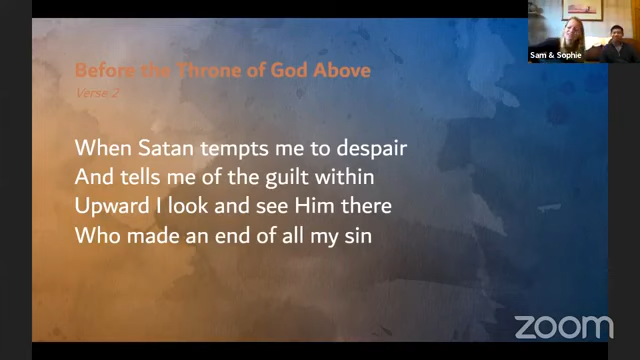 Before the Throne of God Above
Verse 2
When Satan tempts me to despair
And tells me of the guilt within
Upward I look and see Him there
Who made an end of all my sin
Sam & Sophie
zoom